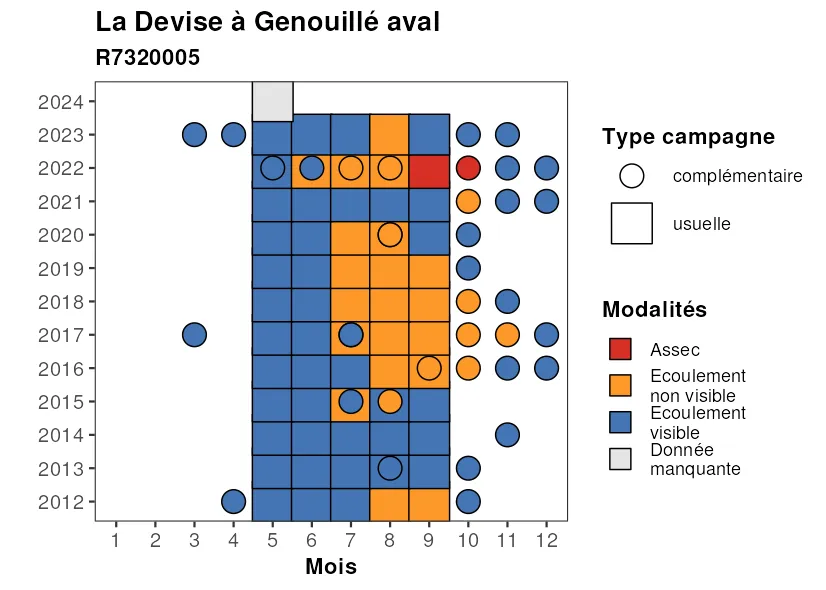 La Devise à Genouillé aval
R7320005
2024
2023
2022
2021
2020
2019
2018
2017
2016
2015
2014
2013
2012
1 2 3 4 5 6 7 8 9 10 11 12
Mois
Type campagne
complémentaire
usuelle
Modalités
Assec
Ecoulement
non visible
Ecoulement
visible
Donnée
manquante